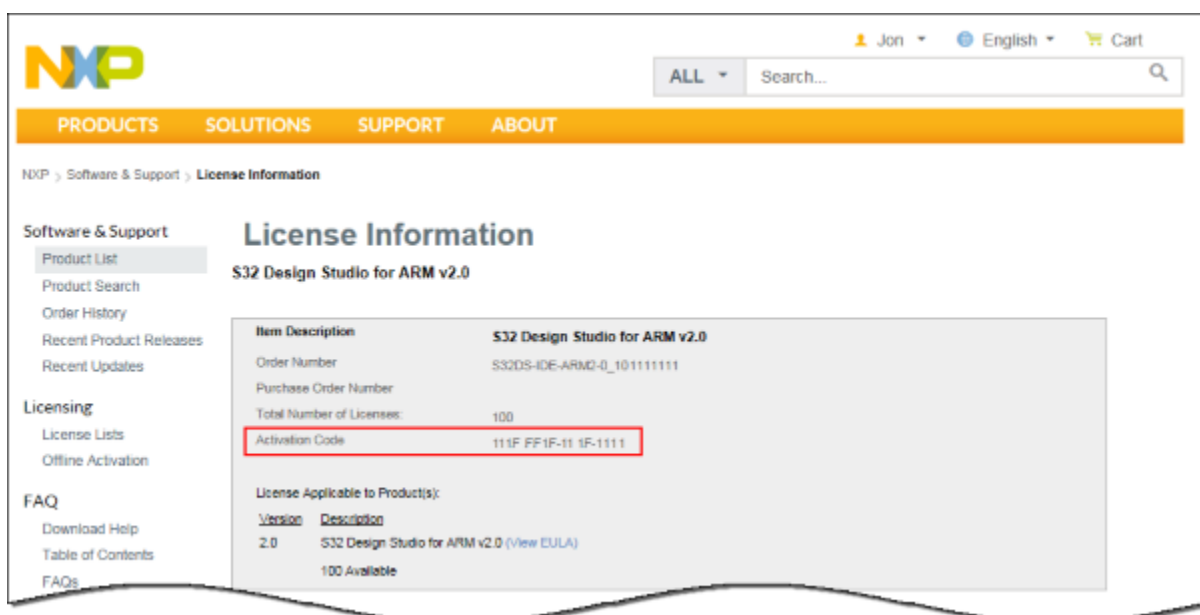 Jon English Cart
NXP
ALL Search...
PRODUCTS SOLUTIONS SUPPORT ABOUT
NXP > Software & Support > License Information
Software & Support
Product List
Product Search
Order History
Recent Product Releases
Recent Updates
Licensing
License Lists
Offline Activation
FAQ
Download Help
Table of Contents
FAQs
License Information
S32 Design Studio for ARM v2.0
Item Description S32 Design Studio for ARM v2.0
Order Number S32DS-IDE-ARM2-0_101111111
Purchase Order Number
Total Number of Licenses: 100
Activation Code 111F FF1F-11 1F-1111
License Applicable to Product(s):
Version Description
2.0 S32 Design Studio for ARM v2.0 (View EULA)
100 Available